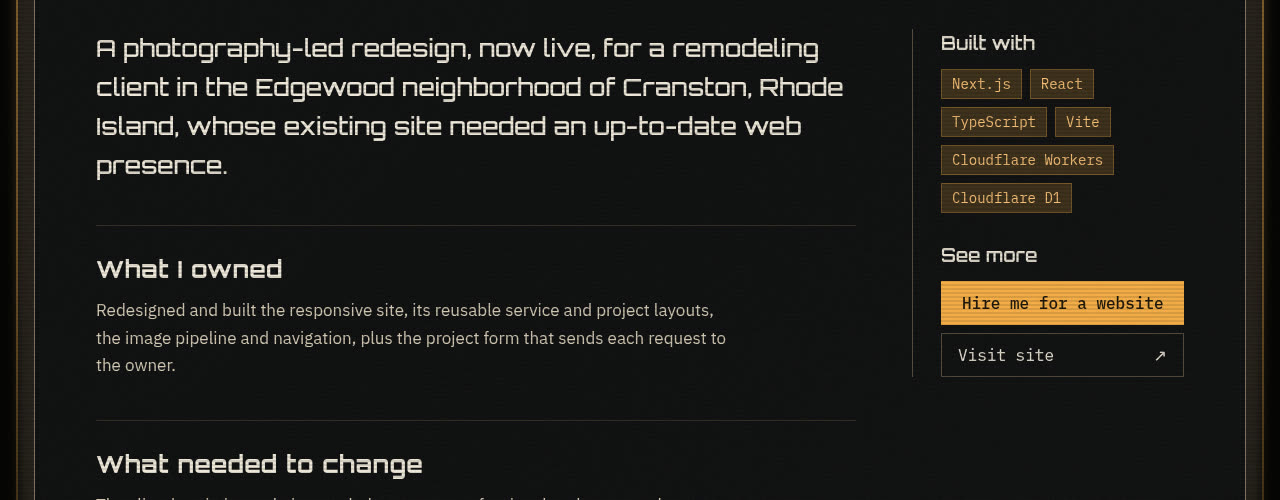 A photography-led redesign, now live, for a remodeling
client in the Edgewood neighborhood of Cranston, Rhode
Island, whose existing site needed an up-to-date web
presence.
What I owned
Redesigned and built the responsive site, its reusable service and project layouts,
the image pipeline and navigation, plus the project form that sends each request to
the owner.
What needed to change
Built with
Next.js React
TypeScript Vite
Cloudflare Workers
Cloudflare D1
See more
Hire me for a website
Visit site ↗